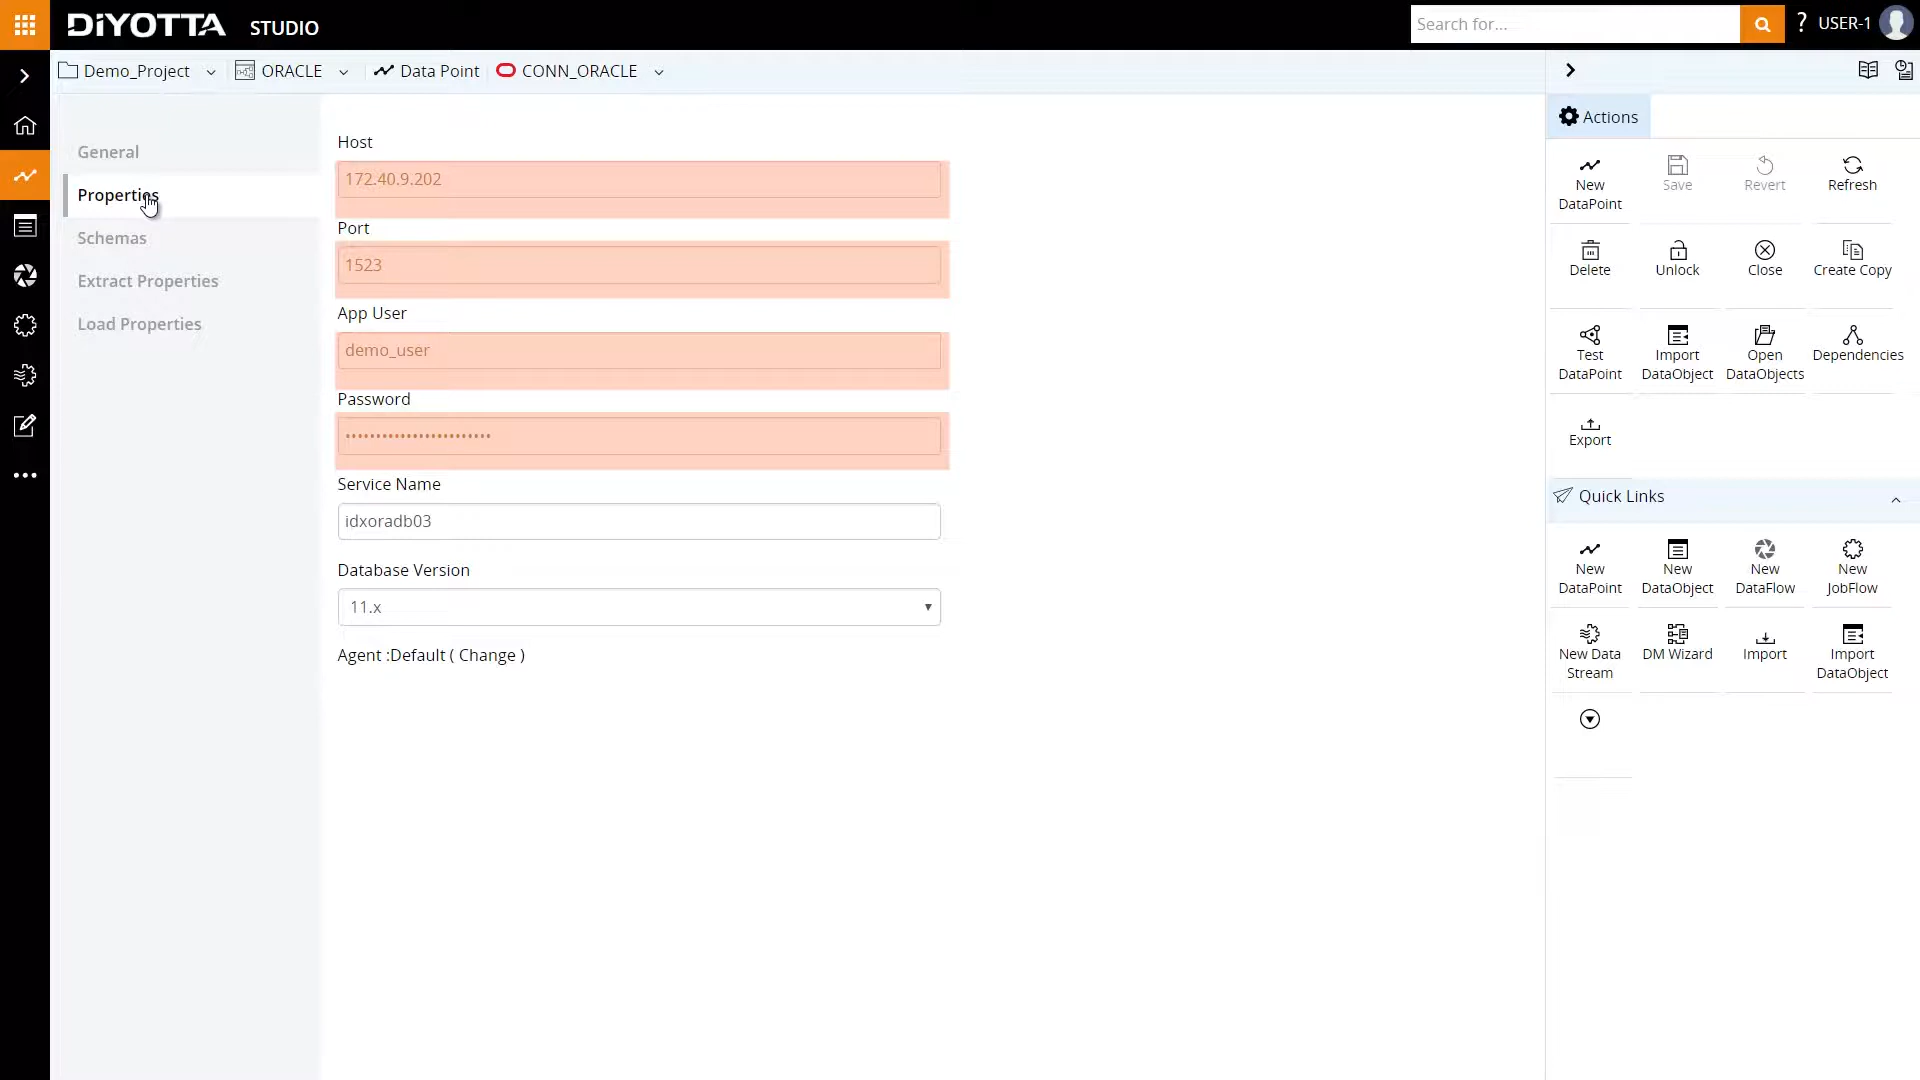 DiYOTTA STUDIO
Search for...
? USER-1
Demo_Project ORACLE Data Point CONN_ORACLE
General
Properties
Schemas
Extract Properties
Load Properties
Host
172.40.9.202
Port
1523
App User
demo_user
Password
••••••••••••••••••••••••
Service Name
idxoradb03
Database Version
11.x
Agent :Default ( Change )
Actions
New DataPoint
Save
Revert
Refresh
Delete
Unlock
Close
Create Copy
Test DataPoint
Import DataObject
Open DataObjects
Dependencies
Export
Quick Links
New DataPoint
New DataObject
New DataFlow
New JobFlow
New Data Stream
DM Wizard
Import
Import DataObject